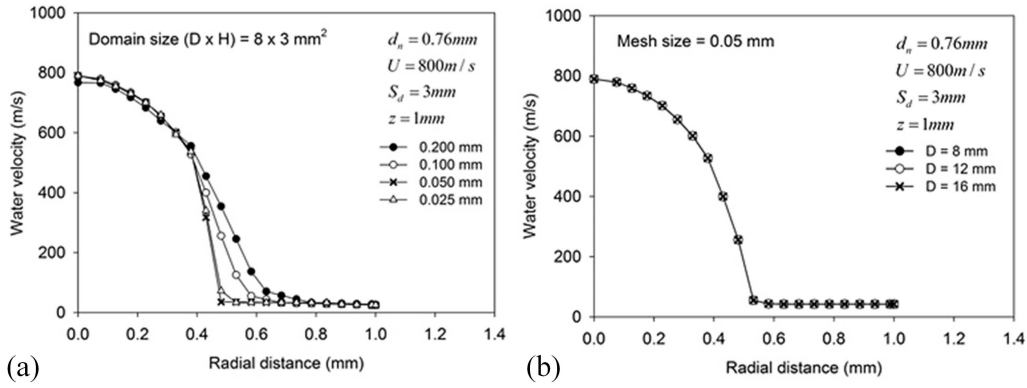 1000
800
600
400
200
0
Water velocity (m/s)
Domain size (D x H) = 8 x 3 mm²
d_n = 0.76mm
U = 800m / s
S_d = 3mm
z = 1mm
0.200 mm
0.100 mm
0.050 mm
0.025 mm
0.0 0.2 0.4 0.6 0.8 1.0 1.2 1.4
Radial distance (mm)
(a)
1000
800
600
400
200
0
Water velocity (m/s)
Mesh size = 0.05 mm
d_n = 0.76mm
U = 800m / s
S_d = 3mm
z = 1mm
D = 8 mm
D = 12 mm
D = 16 mm
0.0 0.2 0.4 0.6 0.8 1.0 1.2 1.4
Radial distance (mm)
(b)